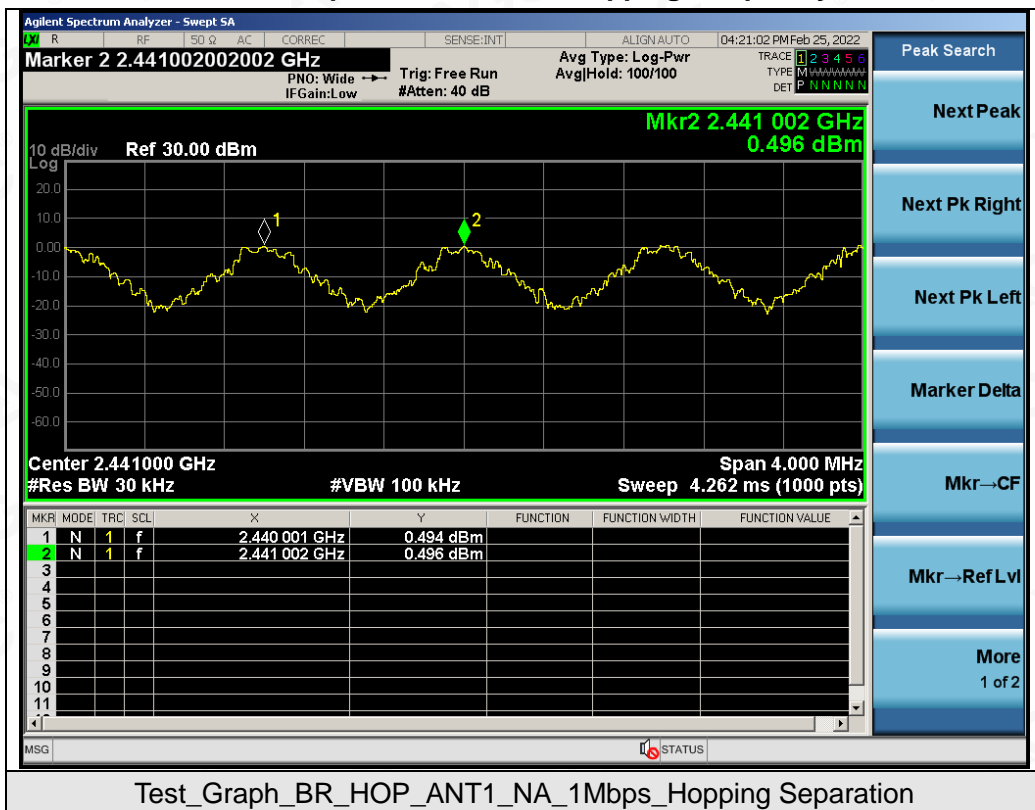 Agilent Spectrum Analyzer - Swept SA
LXI R RF 50 Ω AC CORREC SENSE:INT ALIGN AUTO 04:21:02 PM Feb 25, 2022
Marker 2 2.441002002002 GHz
PNO: Wide
IFGain:Low
Trig: Free Run
#Atten: 40 dB
Avg Type: Log-Pwr
Avg|Hold: 100/100
TRACE 1 2 3 4 5 6
TYPE M
DET P N N N N N
Mkr2 2.441 002 GHz
0.496 dBm
10 dB/div Ref 30.00 dBm
Log
20.0
10.0
0.00
-10.0
-20.0
-30.0
-40.0
-50.0
-60.0
1
2
Center 2.441000 GHz Span 4.000 MHz
#Res BW 30 kHz #VBW 100 kHz Sweep 4.262 ms (1000 pts)
MKR MODE TRC SCL X Y FUNCTION FUNCTION WIDTH FUNCTION VALUE
1 N 1 f 2.440 001 GHz 0.494 dBm
2 N 1 f 2.441 002 GHz 0.496 dBm
3
4
5
6
7
8
9
10
11
MSG STATUS
Peak Search
Next Peak
Next Pk Right
Next Pk Left
Marker Delta
Mkr→CF
Mkr→Ref Lvl
More
1 of 2
Test_Graph_BR_HOP_ANT1_NA_1Mbps_Hopping Separation